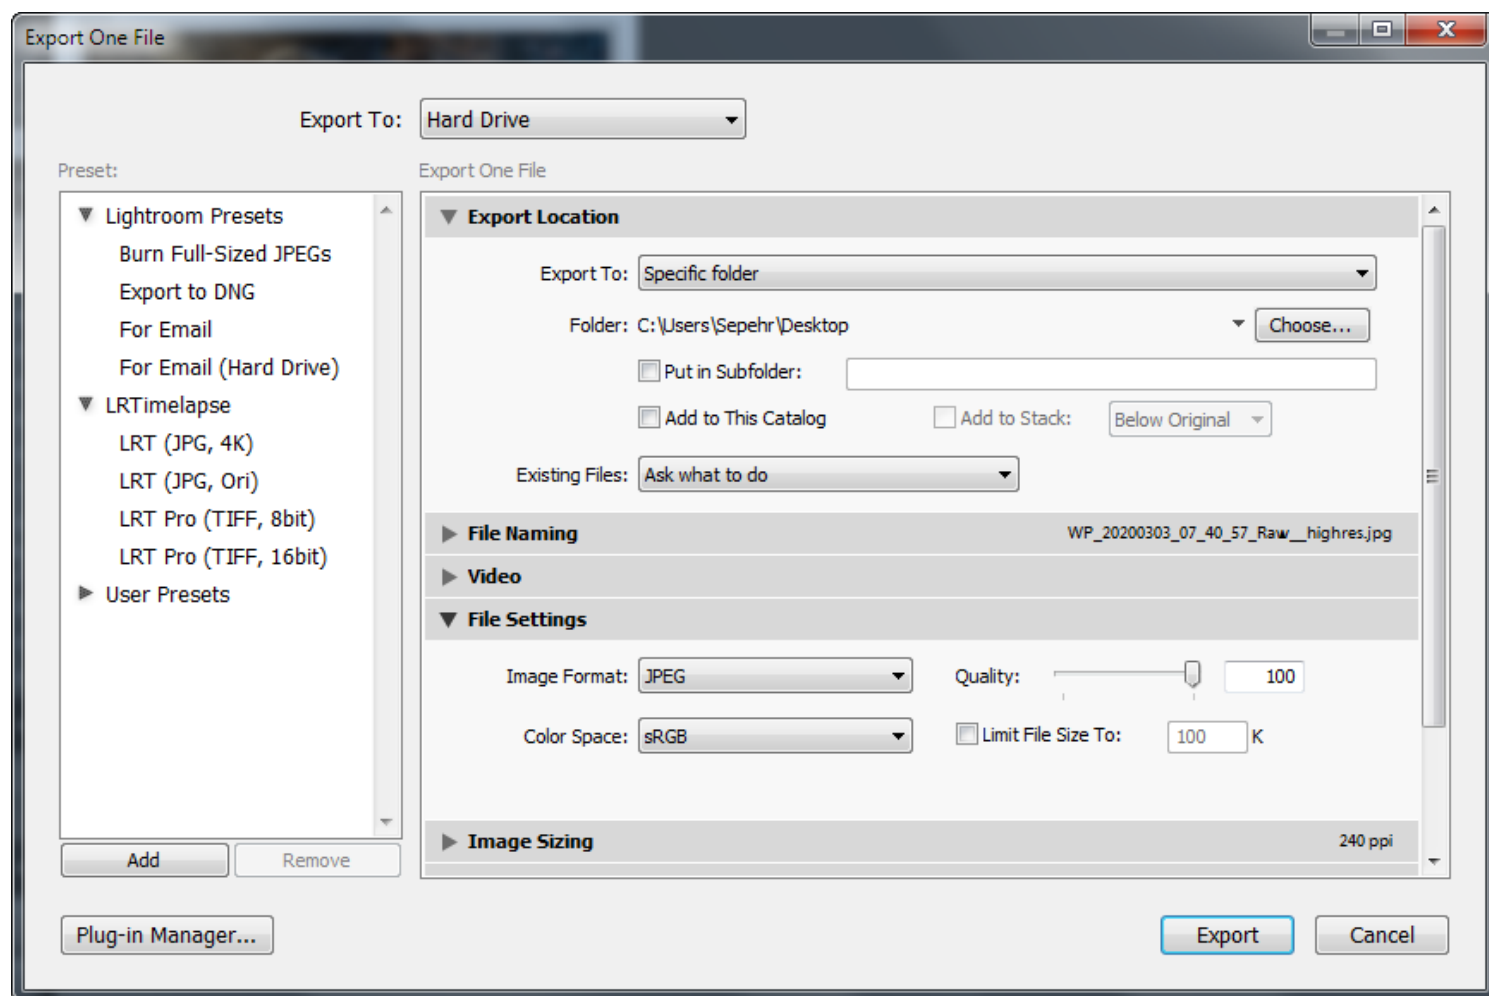 Export One File
Export To: Hard Drive
Preset:
Lightroom Presets
Burn Full-Sized JPEGs
Export to DNG
For Email
For Email (Hard Drive)
LRTimelapse
LRT (JPG, 4K)
LRT (JPG, Ori)
LRT Pro (TIFF, 8bit)
LRT Pro (TIFF, 16bit)
User Presets
Add Remove
Export One File
Export Location
Export To: Specific folder
Folder: C:\Users\Sepehr\Desktop Choose...
Put in Subfolder:
Add to This Catalog Add to Stack: Below Original
Existing Files: Ask what to do
File Naming WP_20200303_07_40_57_Raw__highres.jpg
Video
File Settings
Image Format: JPEG Quality: 100
Color Space: sRGB Limit File Size To: 100 K
Image Sizing 240 ppi
Plug-in Manager... Export Cancel